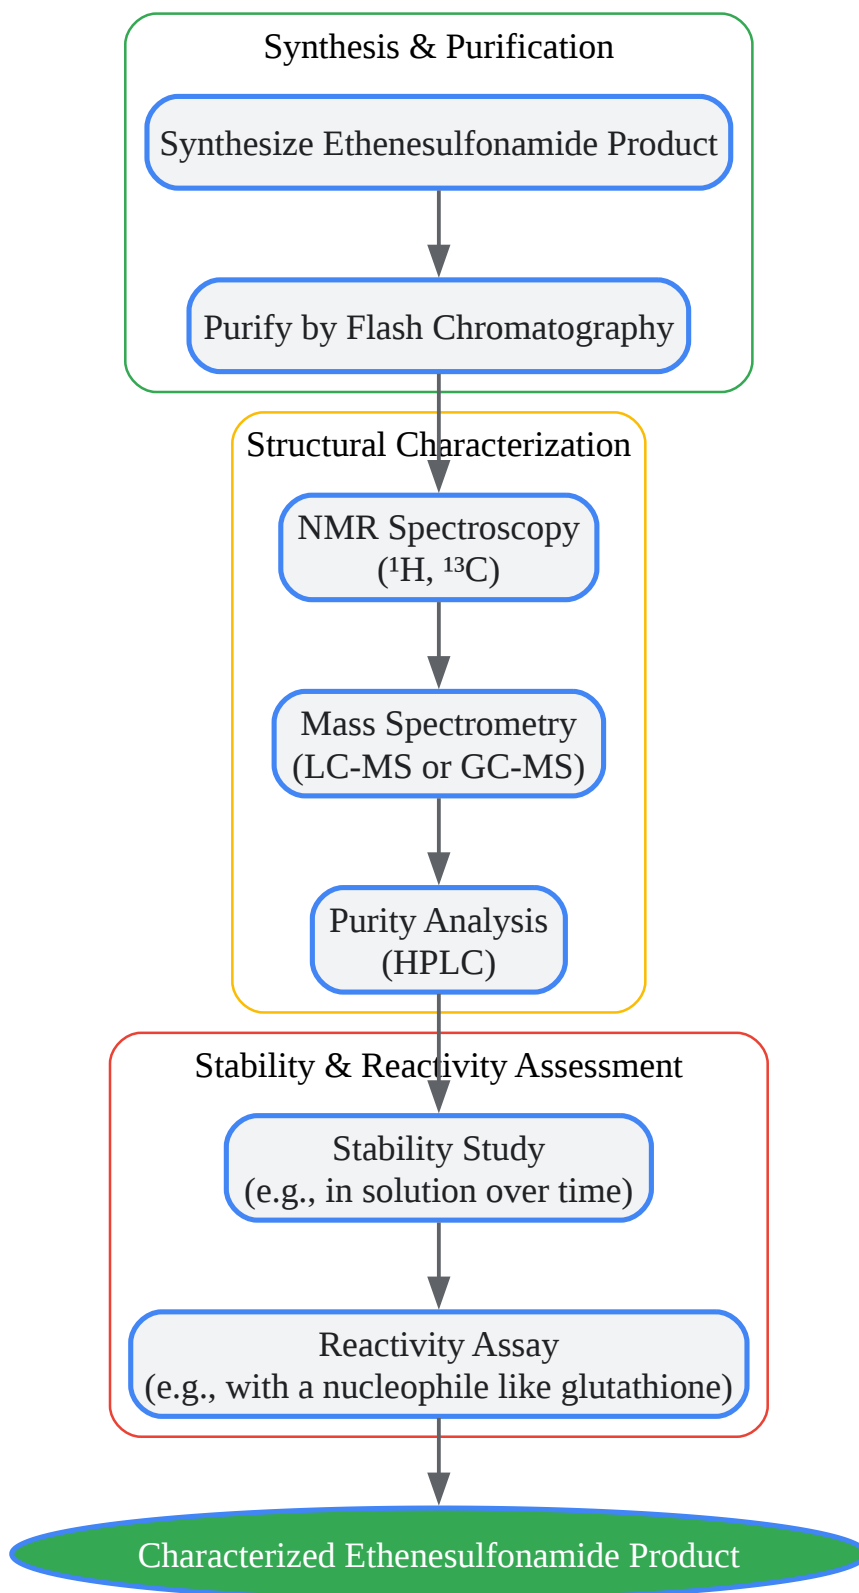 Synthesis & Purification
Synthesize Ethenesulfonamide Product
Purify by Flash Chromatography
Structural Characterization
NMR Spectroscopy
(¹H, ¹³C)
Mass Spectrometry
(LC-MS or GC-MS)
Purity Analysis
(HPLC)
Stability & Reactivity Assessment
Stability Study
(e.g., in solution over time)
Reactivity Assay
(e.g., with a nucleophile like glutathione)
Characterized Ethenesulfonamide Product